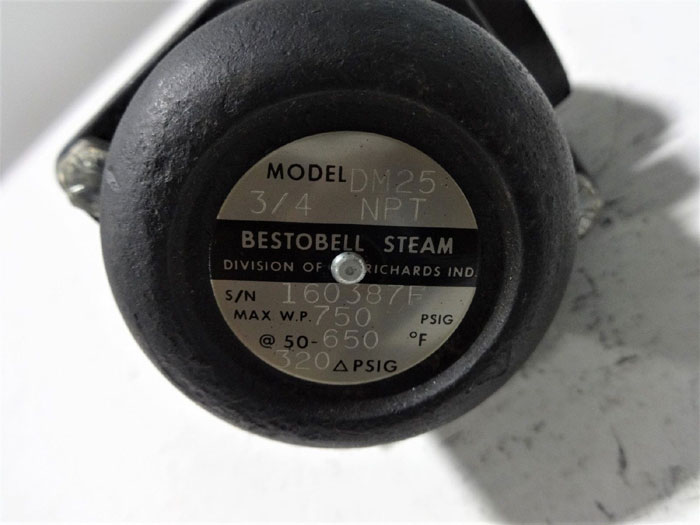 MODEL DM25
3/4 NPT
BESTOBELL STEAM
DIVISION OF RICHARDS IND.
S/N 160387F
MAX W.P. 750 PSIG
@ 50-650 °F
320 △ PSIG